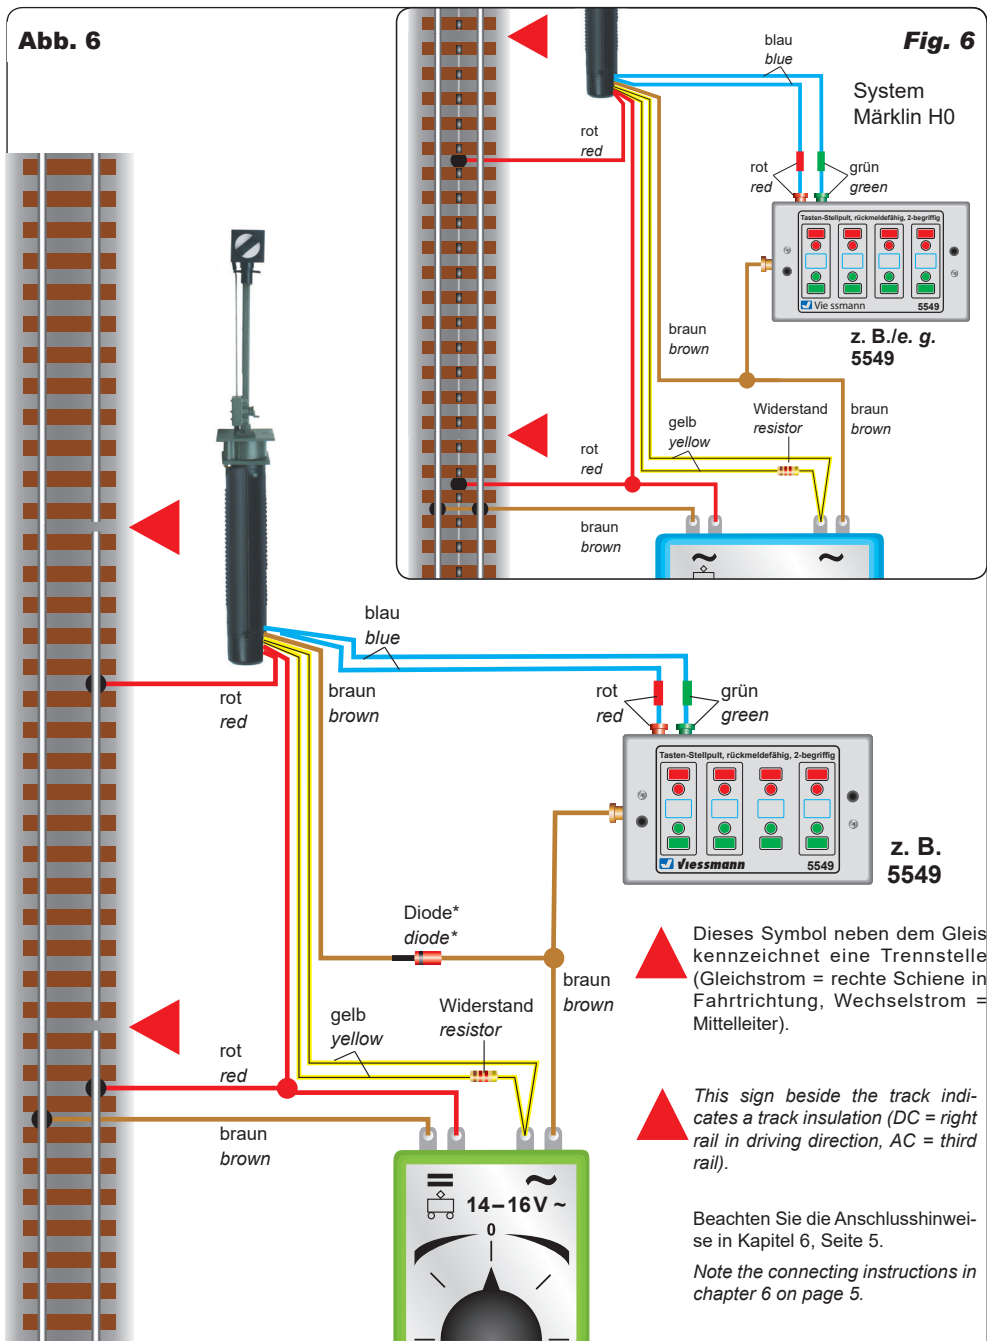 Abb. 6
Fig. 6
blau
blue
System
Märklin H0
rot
red
rot
red
grün
green
Tasten-Stellpult, rückmeldefähig, 2-begriffig
Vie ssmann
5549
z. B./e. g.
5549
braun
brown
gelb
yellow
Widerstand
resistor
braun
brown
rot
red
braun
brown
~
~
blau
blue
rot
red
braun
brown
rot
red
grün
green
Tasten-Stellpult, rückmeldefähig, 2-begriffig
Viessmann
5549
z. B.
5549
Diode*
diode*
braun
brown
gelb
yellow
Widerstand
resistor
rot
red
braun
brown
=
~
14–16V ~
0
Dieses Symbol neben dem Gleis
kennzeichnet eine Trennstelle
(Gleichstrom = rechte Schiene in
Fahrtrichtung, Wechselstrom =
Mittelleiter).
This sign beside the track indi-
cates a track insulation (DC = right
rail in driving direction, AC = third
rail).
Beachten Sie die Anschlusshinwei-
se in Kapitel 6, Seite 5.
Note the connecting instructions in
chapter 6 on page 5.